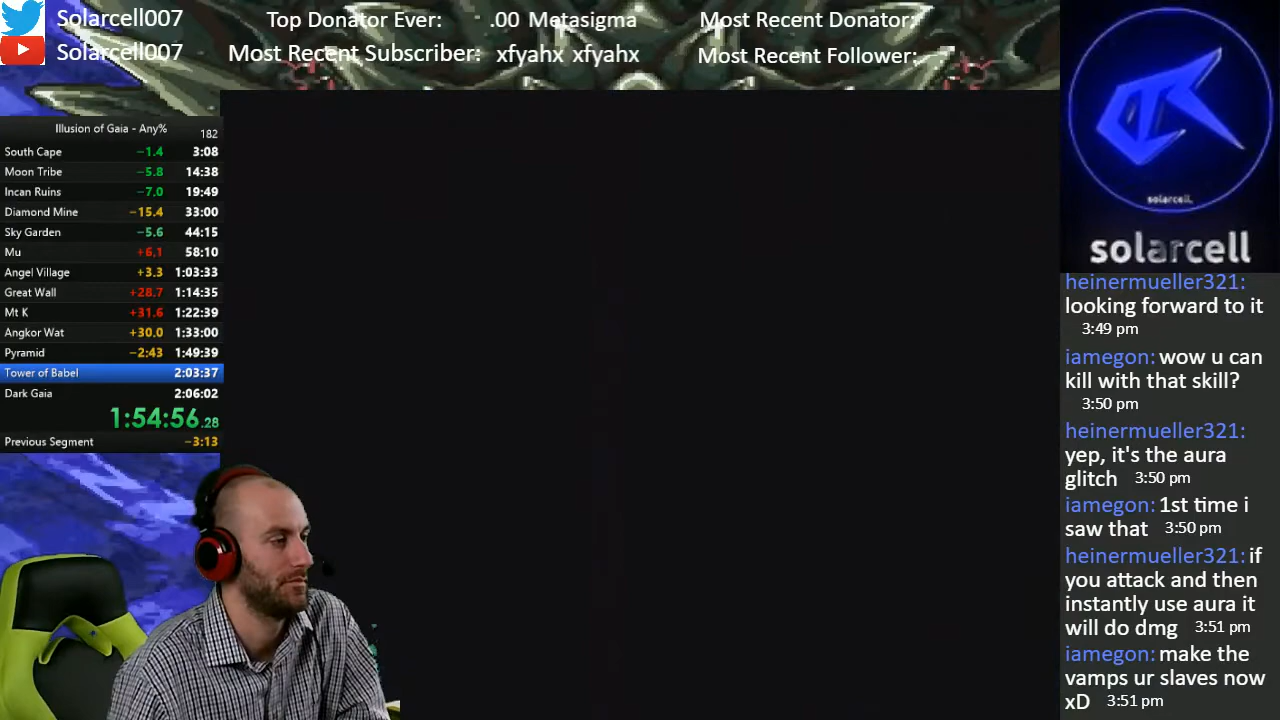 Solarcell007
Solarcell007
Top Donator Ever: .00 Metasigma
Most Recent Subscriber: xfyahx xfyahx
Most Recent Donator:
Most Recent Follower:
Illusion of Gaia - Any%
182
South Cape -1.4 3:08
Moon Tribe -5.8 14:38
Incan Ruins -7.0 19:49
Diamond Mine -15.4 33:00
Sky Garden -5.6 44:15
Mu +6.1 58:10
Angel Village +3.3 1:03:33
Great Wall +28.7 1:14:35
Mt K +31.6 1:22:39
Angkor Wat +30.0 1:33:00
Pyramid -2:43 1:49:39
Tower of Babel 2:03:37
Dark Gaia 2:06:02
1:54:56.28
Previous Segment -3:13
solarcell
solarcell
heinermueller321:
looking forward to it
3:49 pm
iamegon: wow u can
kill with that skill?
3:50 pm
heinermueller321:
yep, it's the aura
glitch 3:50 pm
iamegon: 1st time i
saw that 3:50 pm
heinermueller321: if
you attack and then
instantly use aura it
will do dmg 3:51 pm
iamegon: make the
vamps ur slaves now
xD 3:51 pm